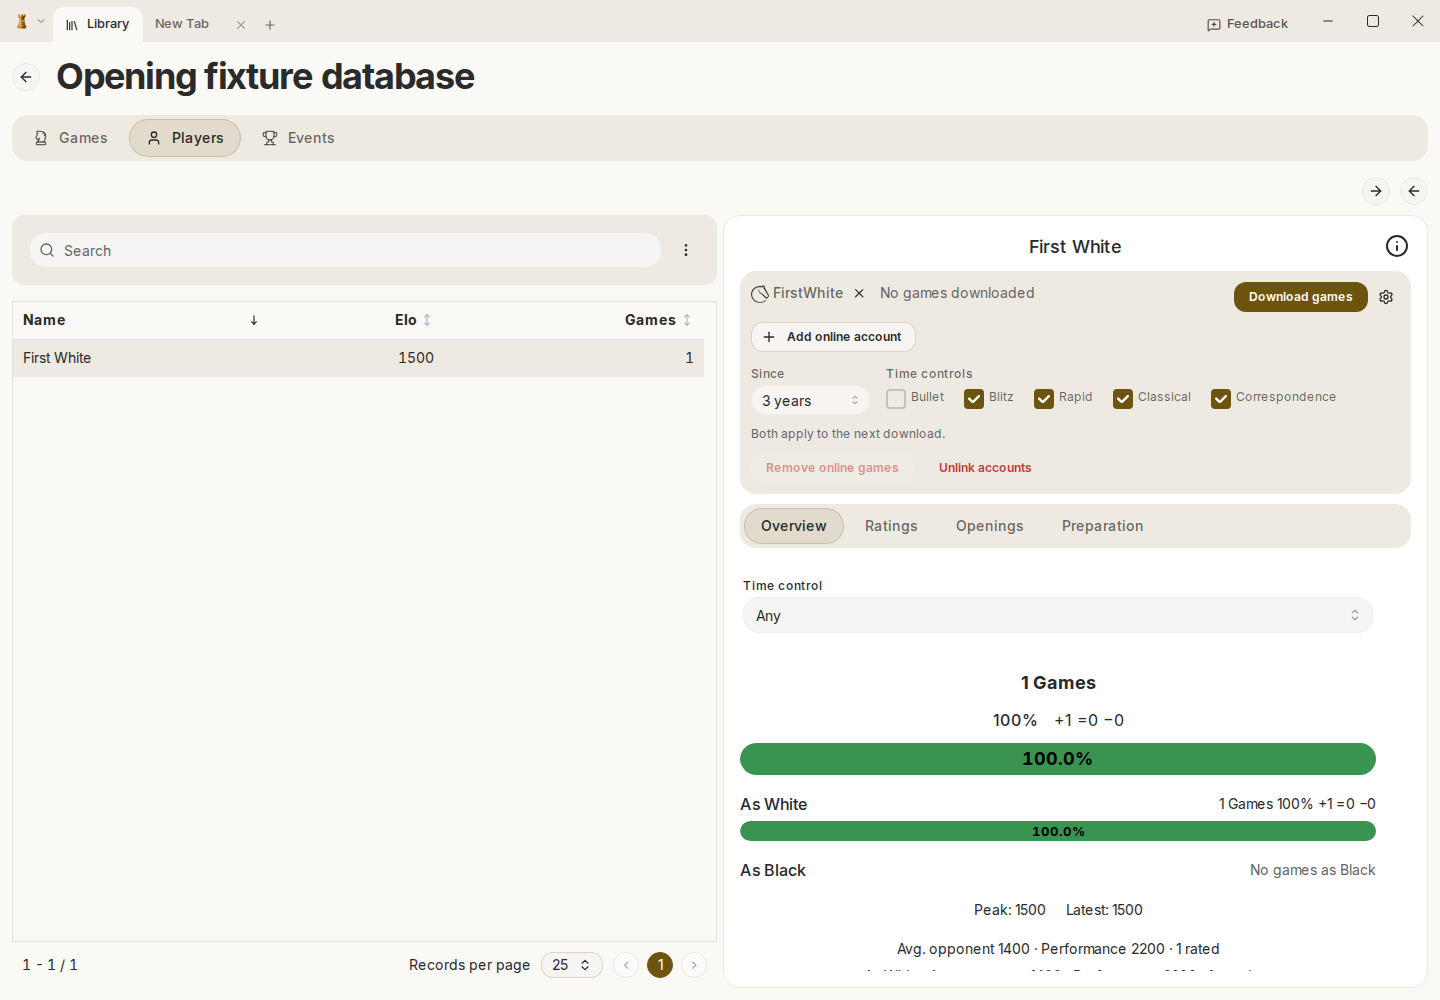 Library
New Tab
Feedback
Opening fixture database
Games
Players
Events
Search
Name
Elo
Games
First White
1500
1
1 - 1 / 1
Records per page
25
1
First White
FirstWhite
No games downloaded
Download games
Add online account
Since
Time controls
3 years
Bullet
Blitz
Rapid
Classical
Correspondence
Both apply to the next download.
Remove online games
Unlink accounts
Overview
Ratings
Openings
Preparation
Time control
Any
1 Games
100% +1 =0 −0
100.0%
As White
1 Games 100% +1 =0 −0
100.0%
As Black
No games as Black
Peak: 1500 Latest: 1500
Avg. opponent 1400 · Performance 2200 · 1 rated